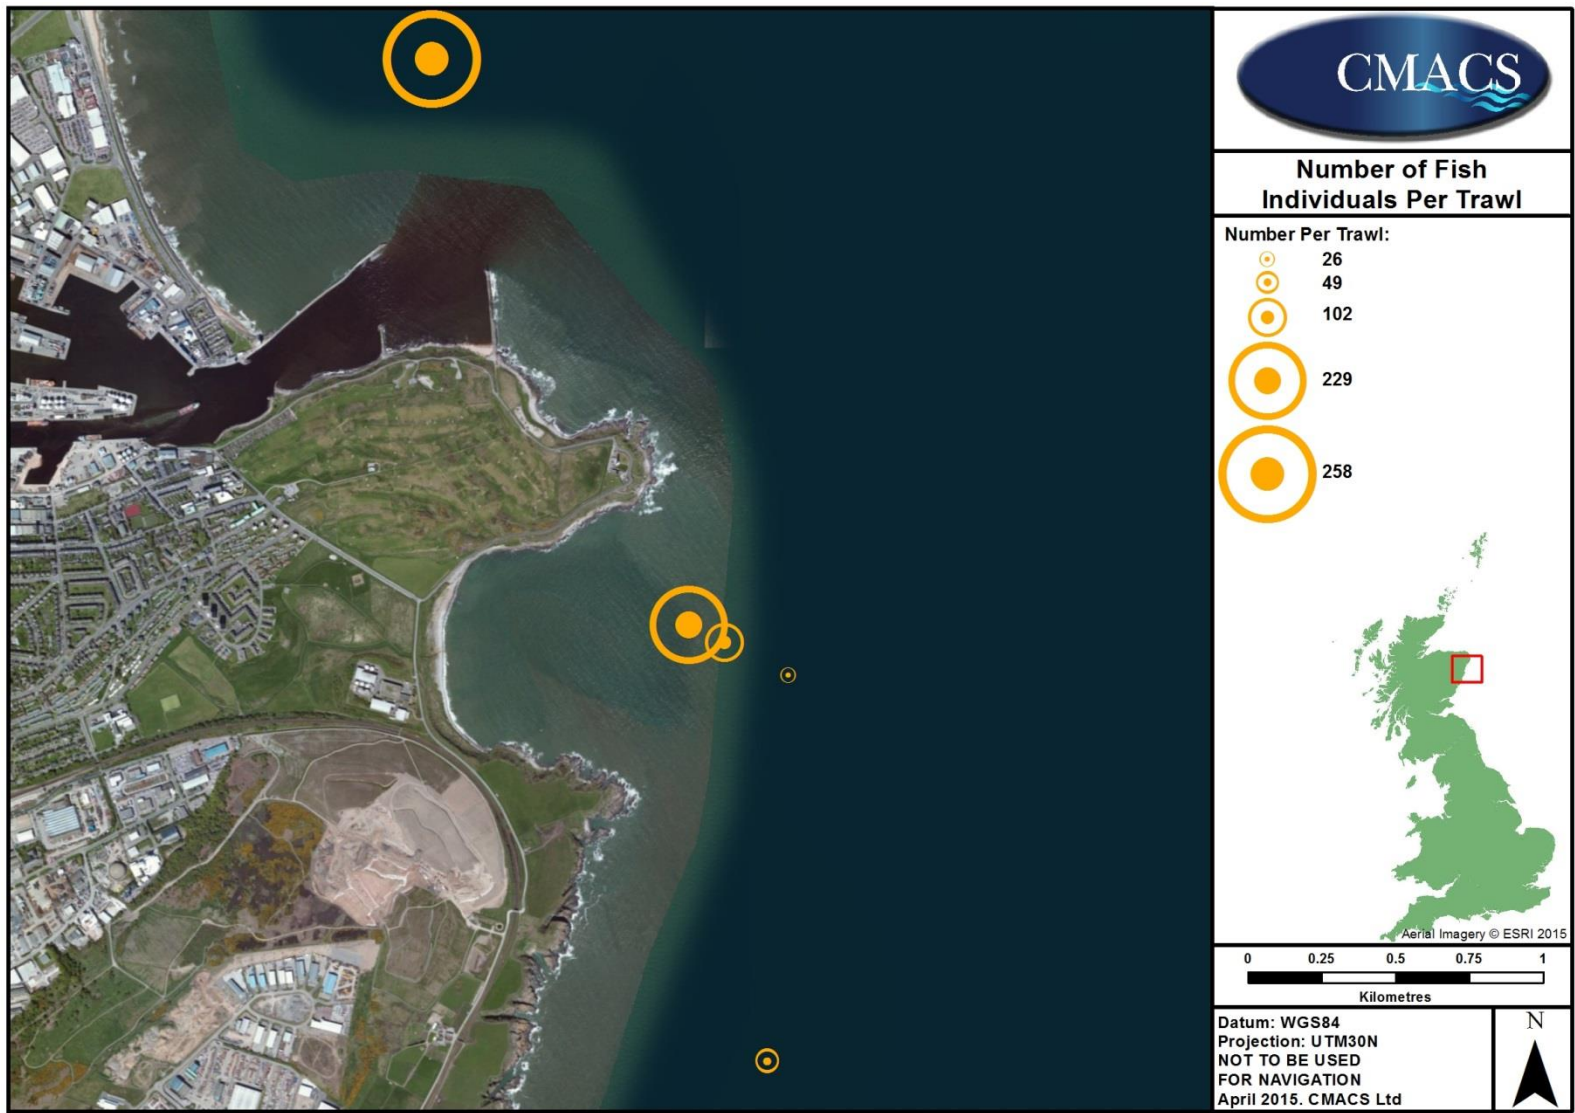 CMACS
Number of Fish
Individuals Per Trawl
Number Per Trawl:
26
49
102
229
258
Aerial Imagery © ESRI 2015
0 0.25 0.5 0.75 1
Kilometres
Datum: WGS84
Projection: UTM30N
NOT TO BE USED
FOR NAVIGATION
April 2015. CMACS Ltd
N